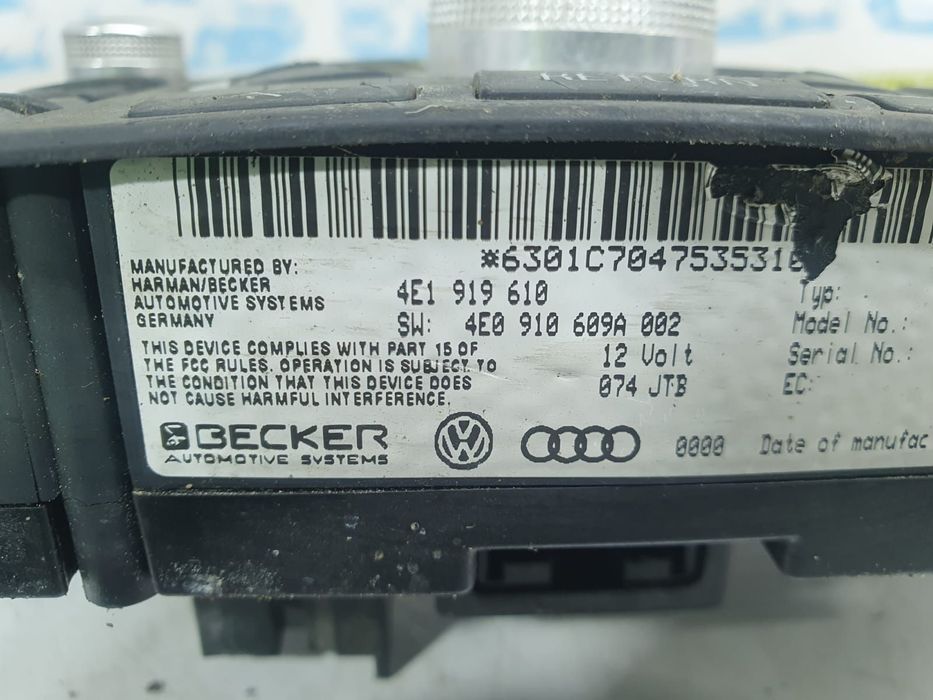 *6301C7047535310
MANUFACTURED BY:
HARMAN/BECKER
AUTOMOTIVE SYSTEMS
GERMANY
4E1 919 610
SW: 4E0 910 609A 002
THIS DEVICE COMPLIES WITH PART 15 OF
THE FCC RULES. OPERATION IS SUBJECT TO
THE CONDITION THAT THIS DEVICE DOES
NOT CAUSE HARMFUL INTERFERENCE.
12 Volt
074 JTB
Typ:
Model No.:
Serial No.:
EC:
BECKER
AUTOMOTIVE SYSTEMS
0000 Date of manufac